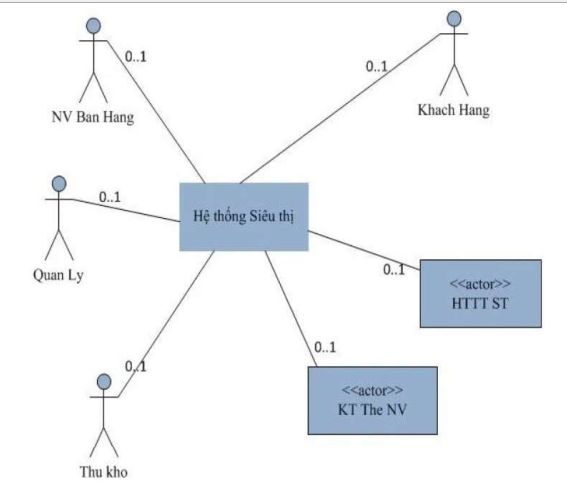 0..1
NV Ban Hang
0..1
Khach Hang
0..1
Quan Ly
Hệ thống Siêu thị
0..1
<<actor>>
HTTT ST
0..1
Thu kho
0..1
<<actor>>
KT The NV